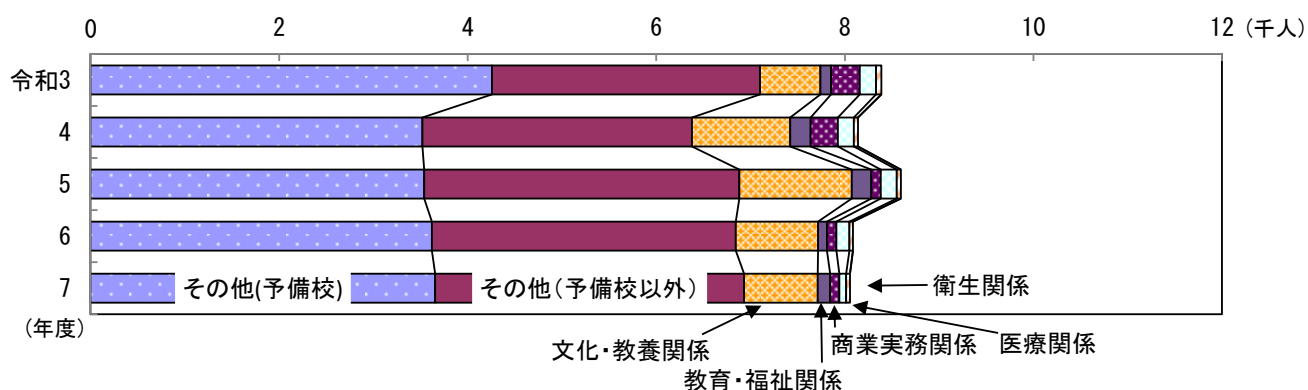 0 2 4 6 8 10 12 (千人)
令和3
4
5
6
7 その他(予備校) その他(予備校以外) 衛生関係
(年度)
文化・教養関係 商業実務関係 医療関係
教育・福祉関係